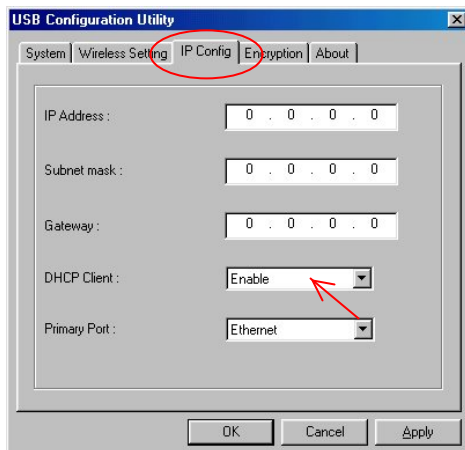 USB Configuration Utility
System Wireless Setting IP Config Encryption About
IP Address : 0 . 0 . 0 . 0
Subnet mask : 0 . 0 . 0 . 0
Gateway : 0 . 0 . 0 . 0
DHCP Client : Enable
Primary Port : Ethernet
OK Cancel Apply